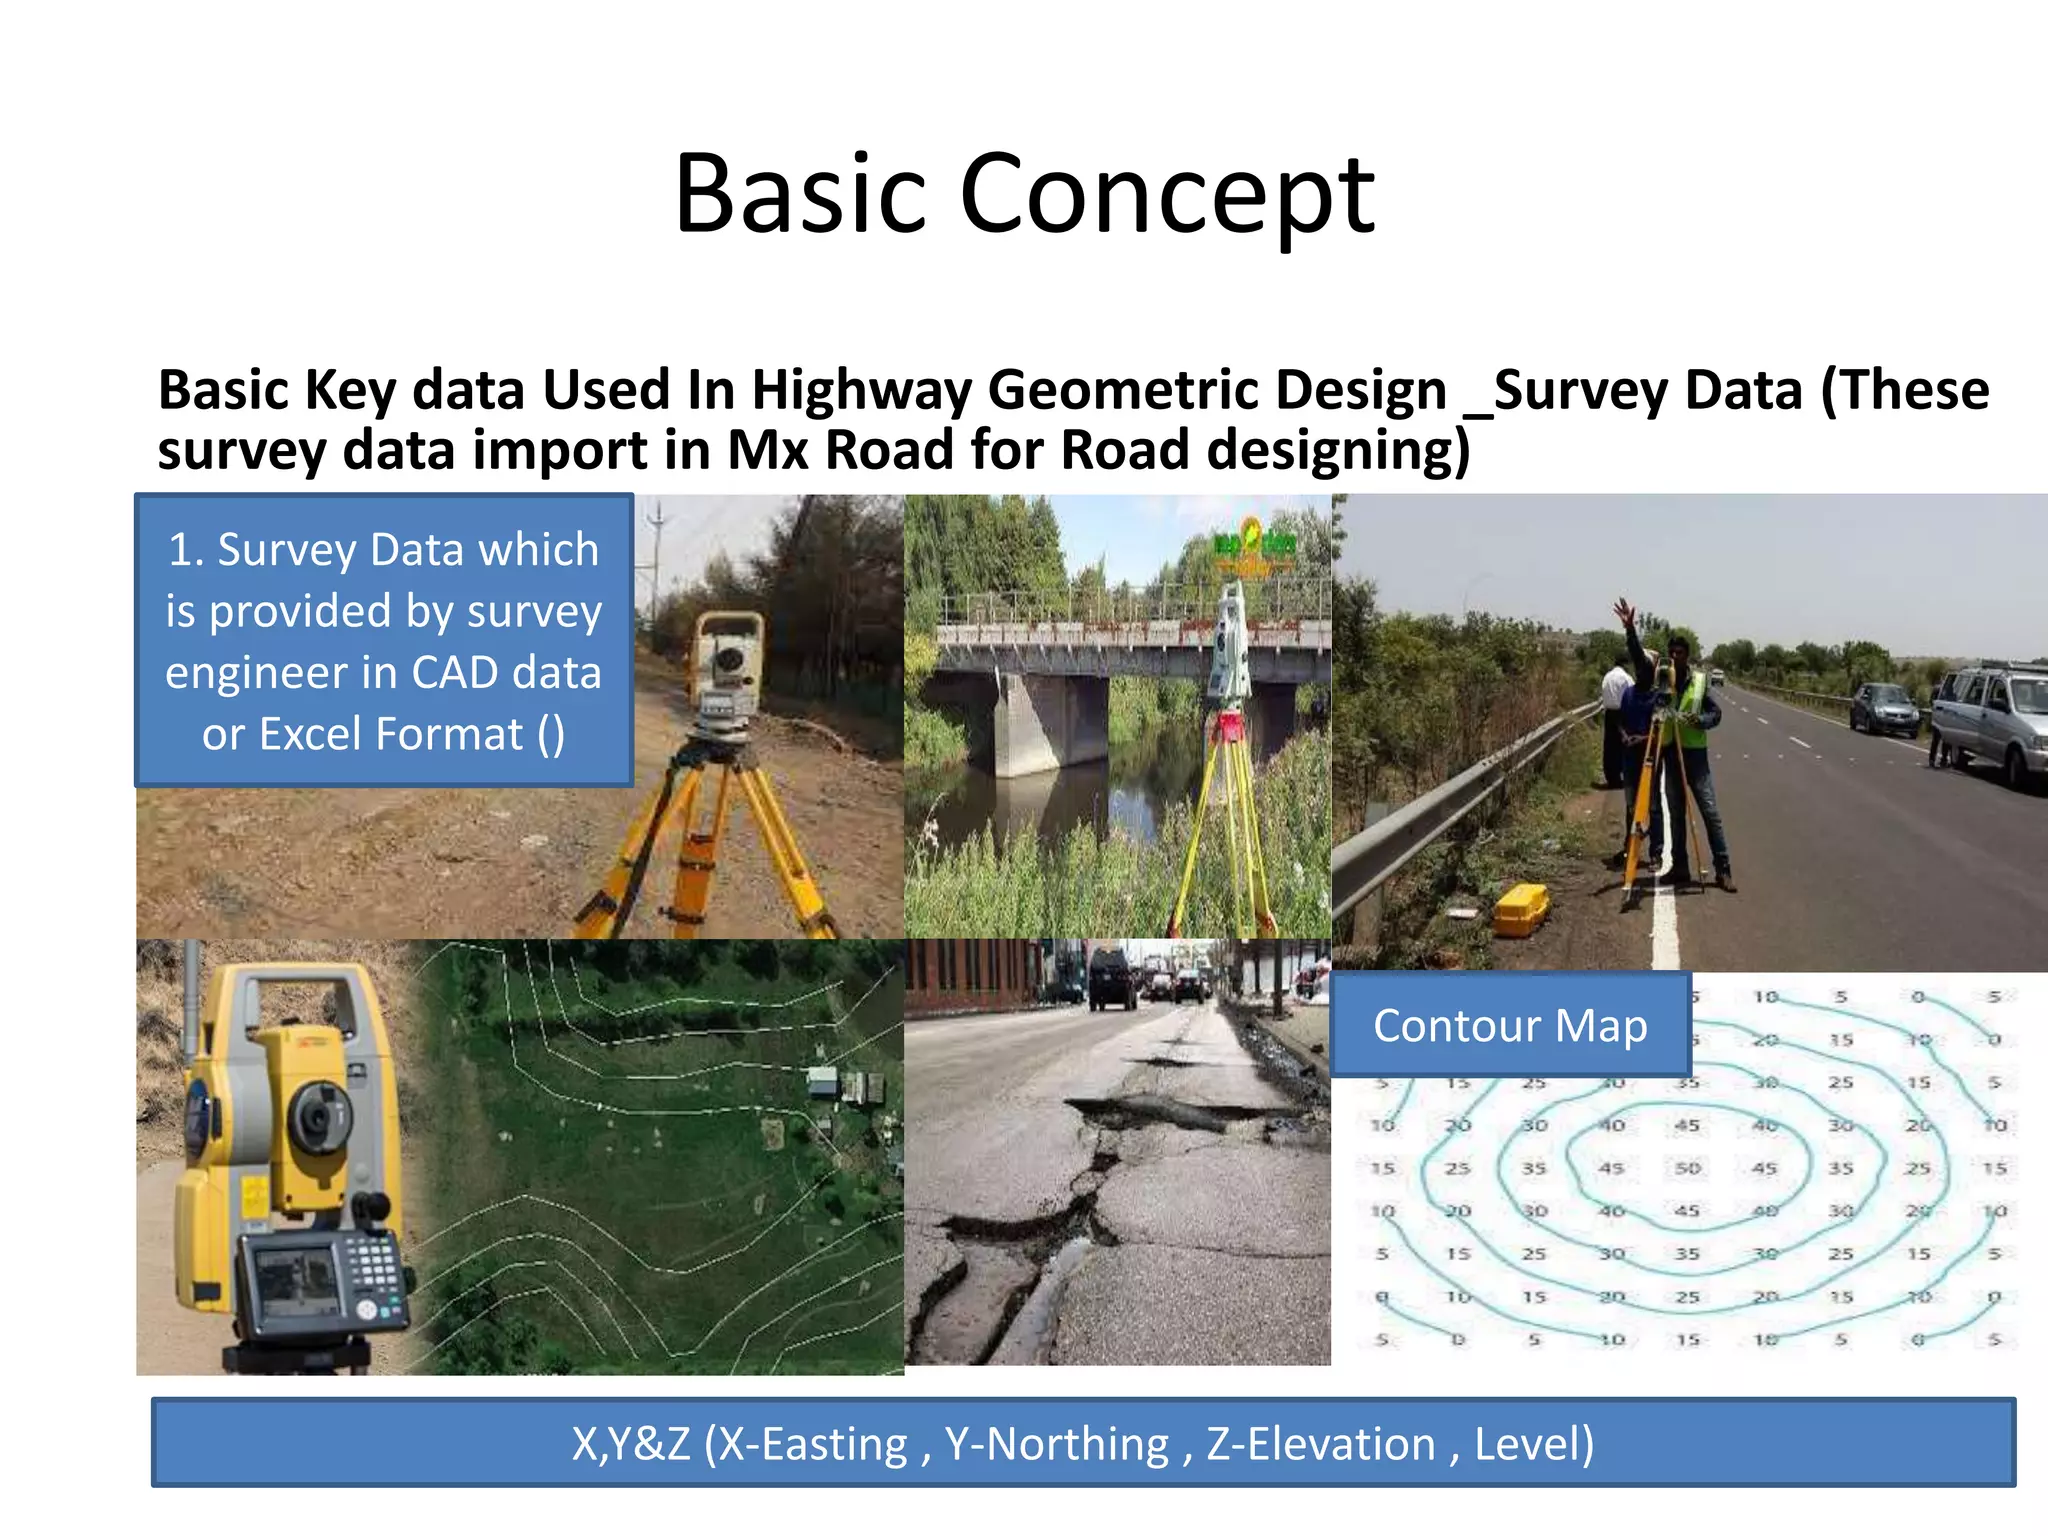 Basic Concept
Basic Key data Used In Highway Geometric Design _Survey Data (These
survey data import in Mx Road for Road designing)
1. Survey Data which
is provided by survey
engineer in CAD data
or Excel Format ()
Contour Map
5 10 5 0 5
20 15 10 0
5 15 25 30 35 30 25 15 5
10 20 30 40 45 40 30 20 10
15 25 35 45 50 45 35 25 15
10 20 30 40 45 40 30 20 10
5 15 25 30 35 30 25 15 5
0 10 15 20 25 20 15 10 0
5 0 5 10 15 10 5 0 5
X,Y&Z (X-Easting , Y-Northing , Z-Elevation , Level)